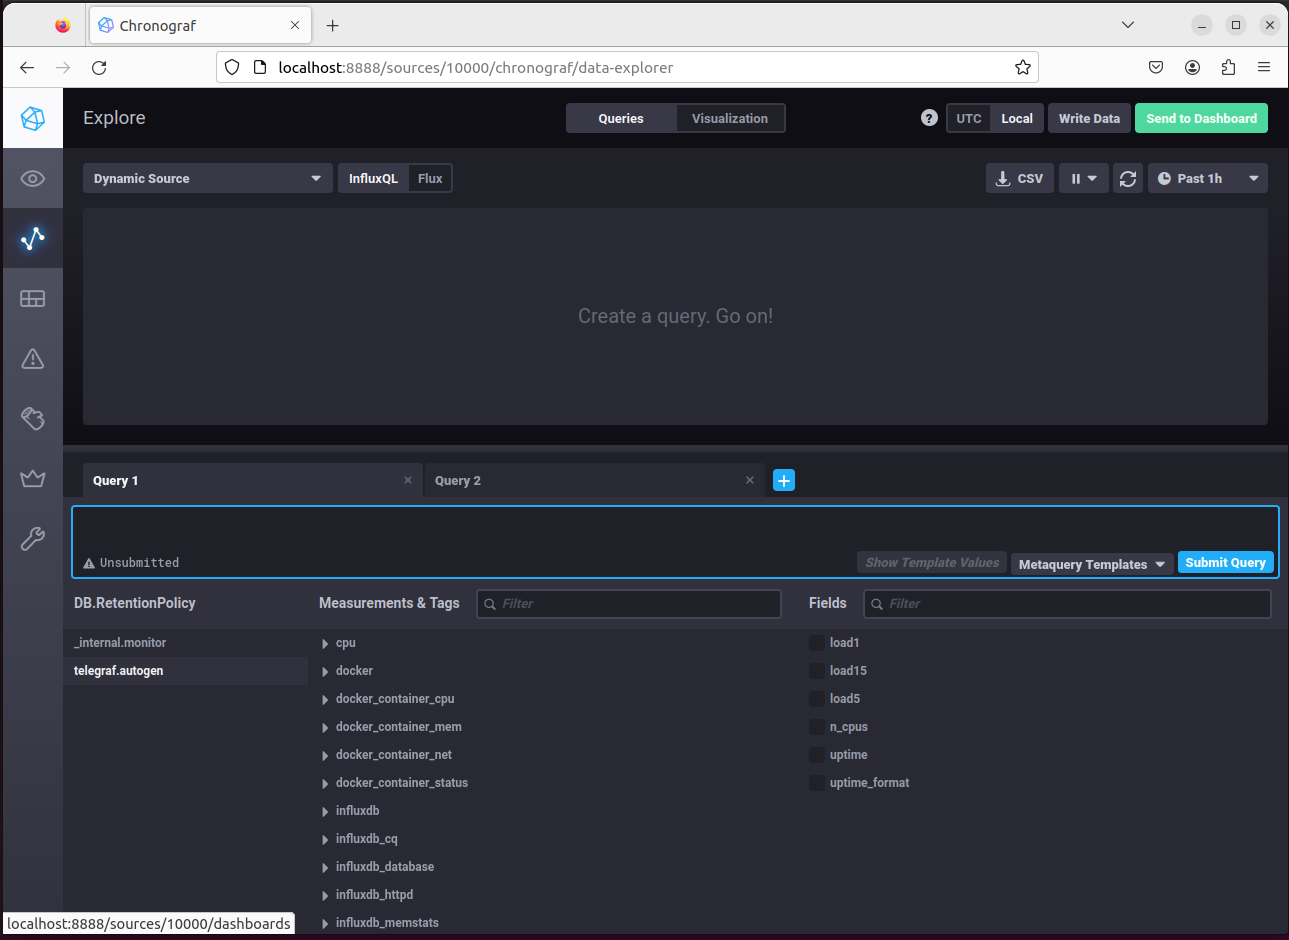 Chronograf
localhost:8888/sources/10000/chronograf/data-explorer
Explore
Queries
Visualization
?
UTC
Local
Write Data
Send to Dashboard
Dynamic Source
InfluxQL
Flux
CSV
Past 1h
Create a query. Go on!
Query 1
Query 2
Unsubmitted
Show Template Values
Metaquery Templates
Submit Query
DB.RetentionPolicy
Measurements & Tags
Filter
Fields
Filter
_internal.monitor
telegraf.autogen
cpu
docker
docker_container_cpu
docker_container_mem
docker_container_net
docker_container_status
influxdb
influxdb_cq
influxdb_database
influxdb_httpd
influxdb_memstats
load1
load15
load5
n_cpus
uptime
uptime_format
localhost:8888/sources/10000/dashboards